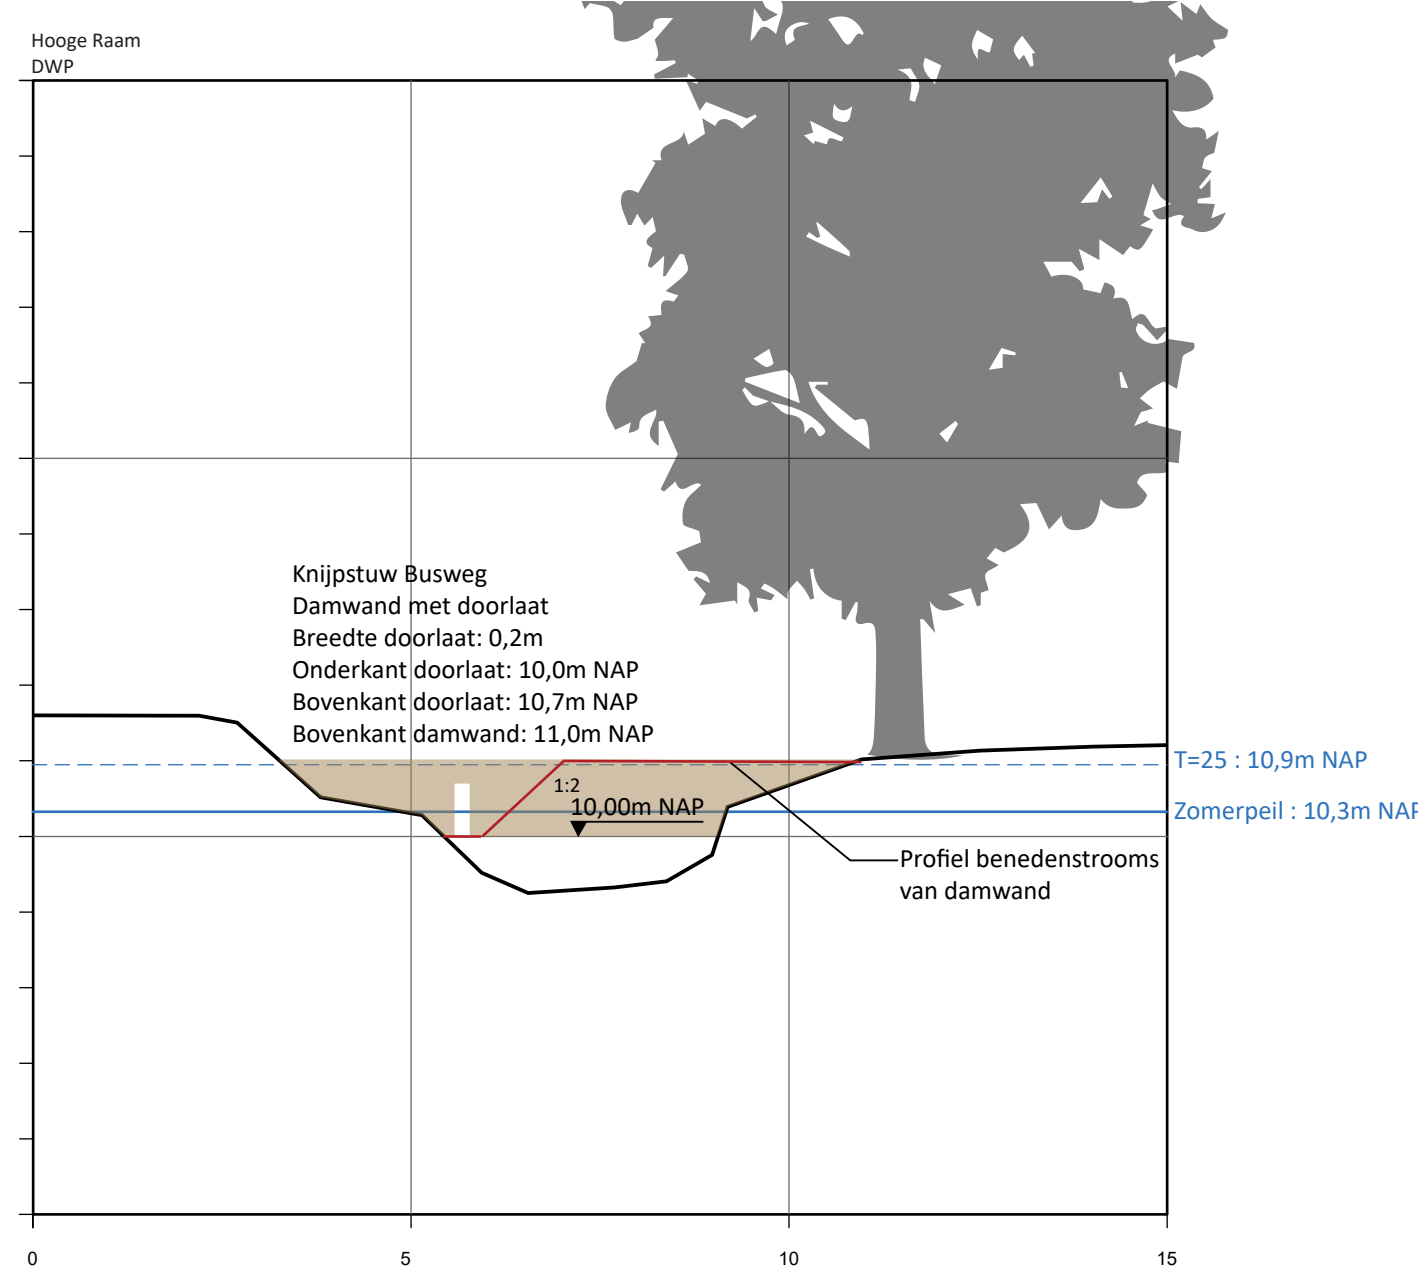 Hooge Raam
DWP
Knijpstuw Busweg
Damwand met doorlaat
Breedte doorlaat: 0,2m
Onderkant doorlaat: 10,0m NAP
Bovenkant doorlaat: 10,7m NAP
Bovenkant damwand: 11,0m NAP
T=25 : 10,9m NAP
1:2
10,00m NAP
Zomerpeil : 10,3m NAP
Profiel benedenstrooms
van damwand
0 5 10 15